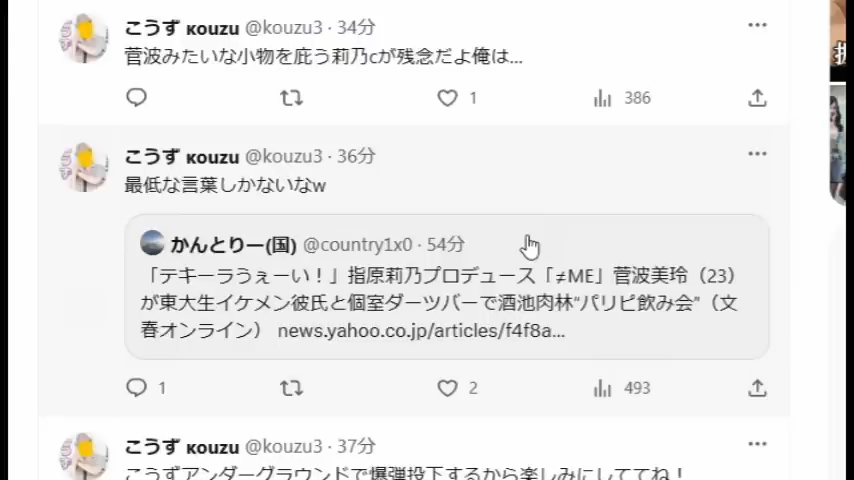 こうず KOUZU @kouzu3 · 34分
菅波みたいな小物を庇う莉乃cが残念だよ俺は...
1 386
こうず KOUZU @kouzu3 · 36分
最低な言葉しかないなw
かんとりー(国) @country1x0 · 54分
「テキーラうぇーい！」指原莉乃プロデュース「≠ME」菅波美玲（23）
が東大生イケメン彼氏と個室ダーツバーで酒池肉林“パリピ飲み会”（文
春オンライン） news.yahoo.co.jp/articles/f4f8a...
1 2 493
こうず KOUZU @kouzu3 · 37分
こうずアンダーグラウンドで爆弾投下するから楽しみにしててね！